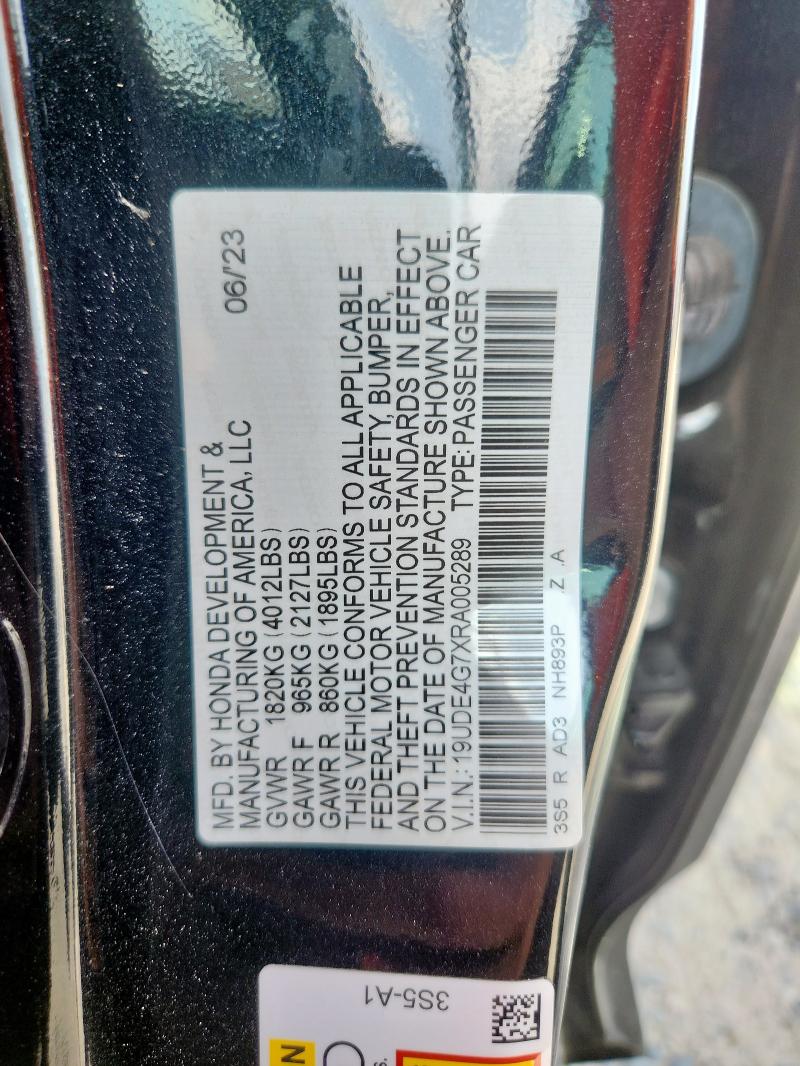 MFD. BY HONDA DEVELOPMENT & 06/'23
MANUFACTURING OF AMERICA, LLC
GVWR 1820KG (4012LBS)
GAWR F 965KG (2127LBS)
GAWR R 860KG (1895LBS)
THIS VEHICLE CONFORMS TO ALL APPLICABLE
FEDERAL MOTOR VEHICLE SAFETY, BUMPER,
AND THEFT PREVENTION STANDARDS IN EFFECT
ON THE DATE OF MANUFACTURE SHOWN ABOVE.
V.I.N.:19UDE4G7XRA005289 TYPE:PASSENGER CAR
3S5 R AD3 NH893P .Z .A
3S5-A1